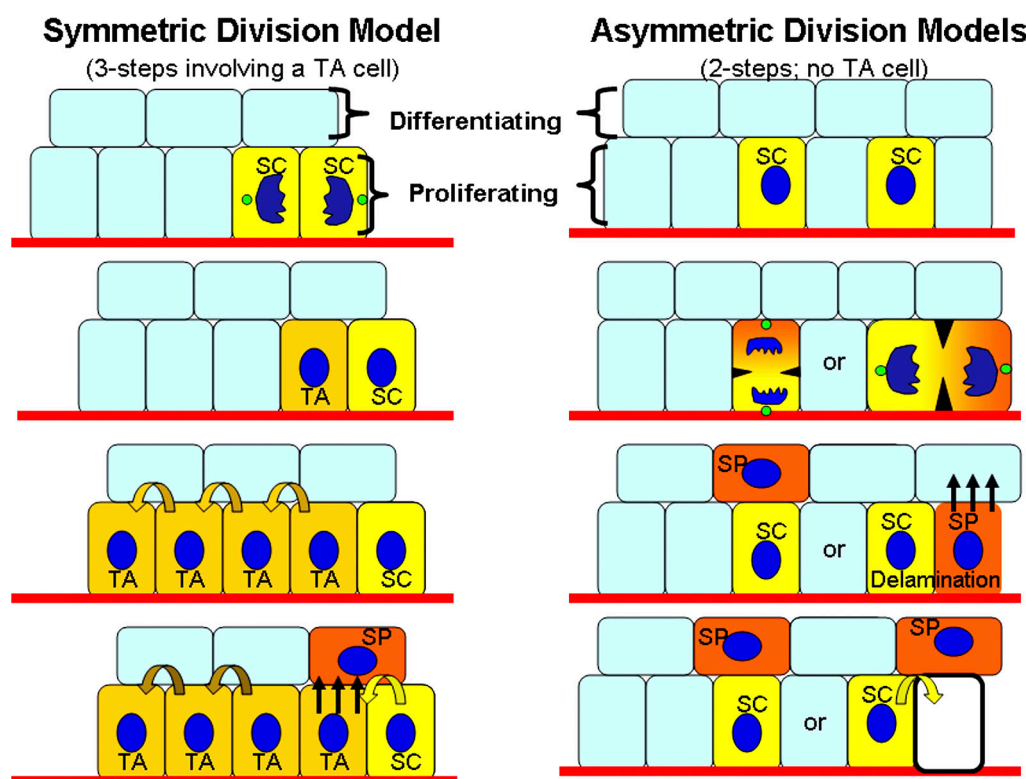 Symmetric Division Model
(3-steps involving a TA cell)
Asymmetric Division Models
(2-steps; no TA cell)
Differentiating
Proliferating
SC SC
SC SC
TA SC
or
SP
SC or SC SP
Delamination
TA TA TA TA SC
SP
TA TA TA TA SC
SP SP
SC or SC